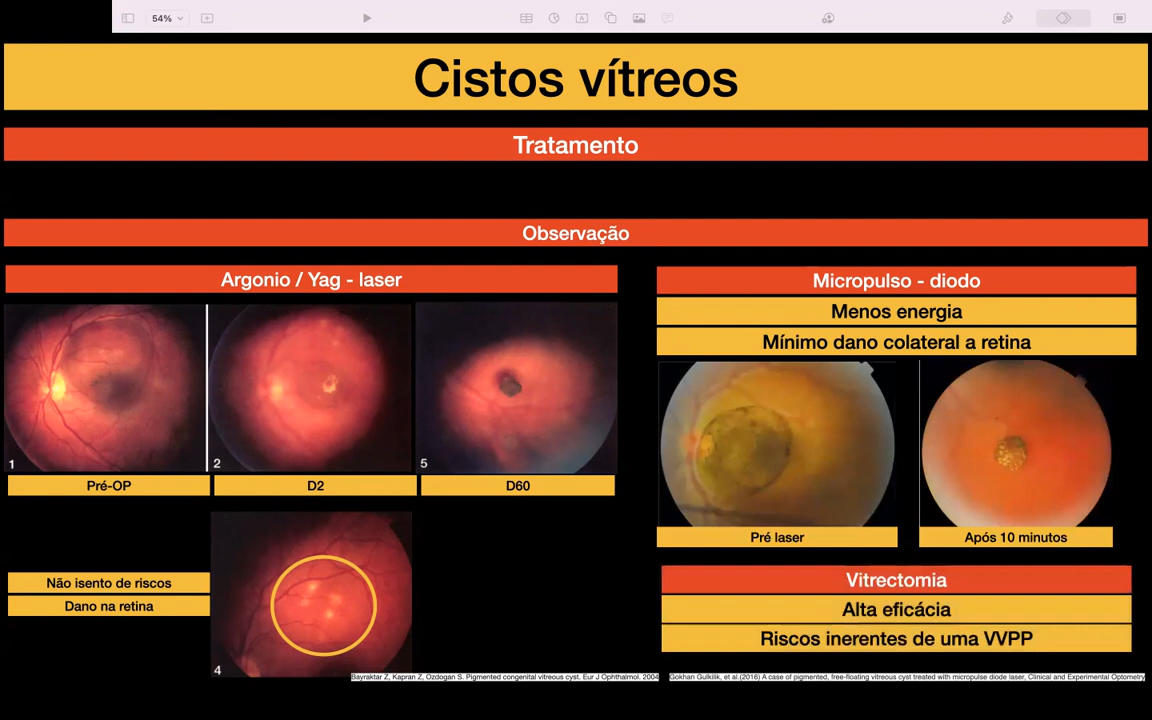 54%
Cistos vítreos
Tratamento
Observação
Argonio / Yag - laser
1
2
5
Pré-OP
D2
D60
Não isento de riscos
Dano na retina
4
Bayraktar Z, Kapran Z, Ozdogan S. Pigmented congenital vitreous cyst. Eur J Ophthalmol. 2004
Micropulso - diodo
Menos energia
Mínimo dano colateral a retina
Pré laser
Após 10 minutos
Vitrectomia
Alta eficácia
Riscos inerentes de uma VVPP
Gokhan Gulkilik, et al.(2016) A case of pigmented, free-floating vitreous cyst treated with micropulse diode laser, Clinical and Experimental Optometry